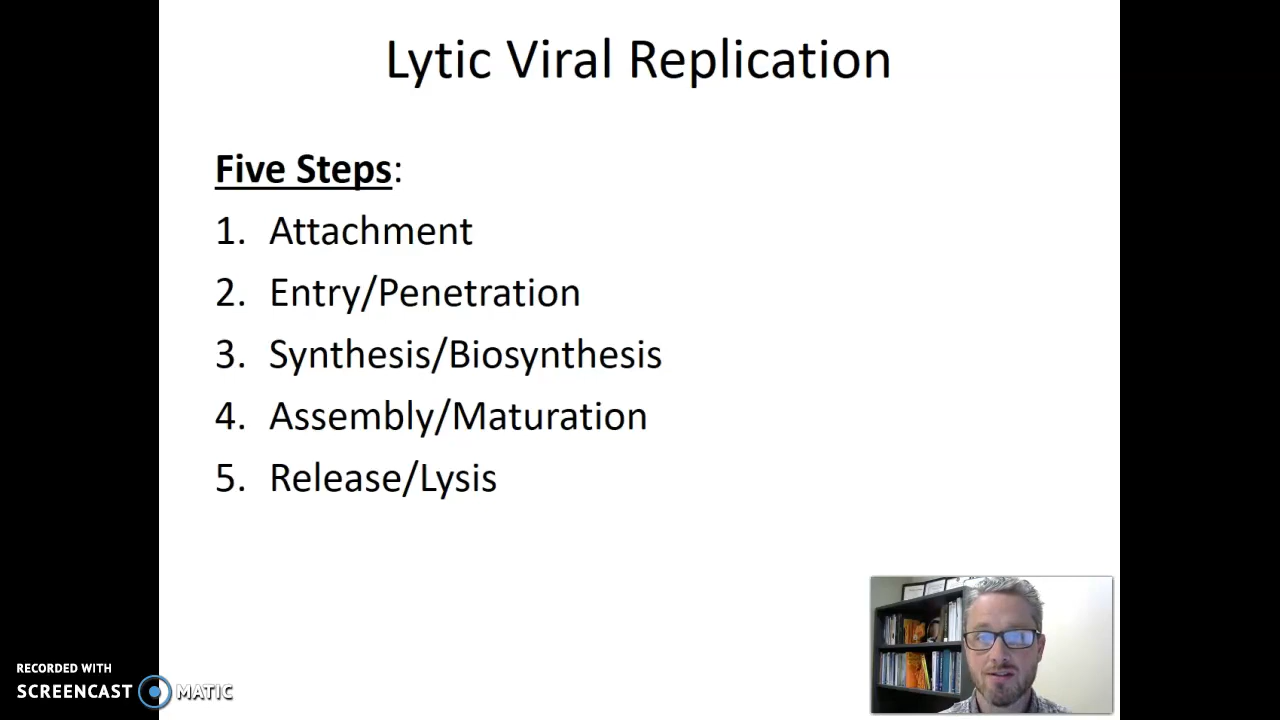 Lytic Viral Replication
Five Steps:
1. Attachment
2. Entry/Penetration
3. Synthesis/Biosynthesis
4. Assembly/Maturation
5. Release/Lysis
RECORDED WITH
SCREENCAST MATIC